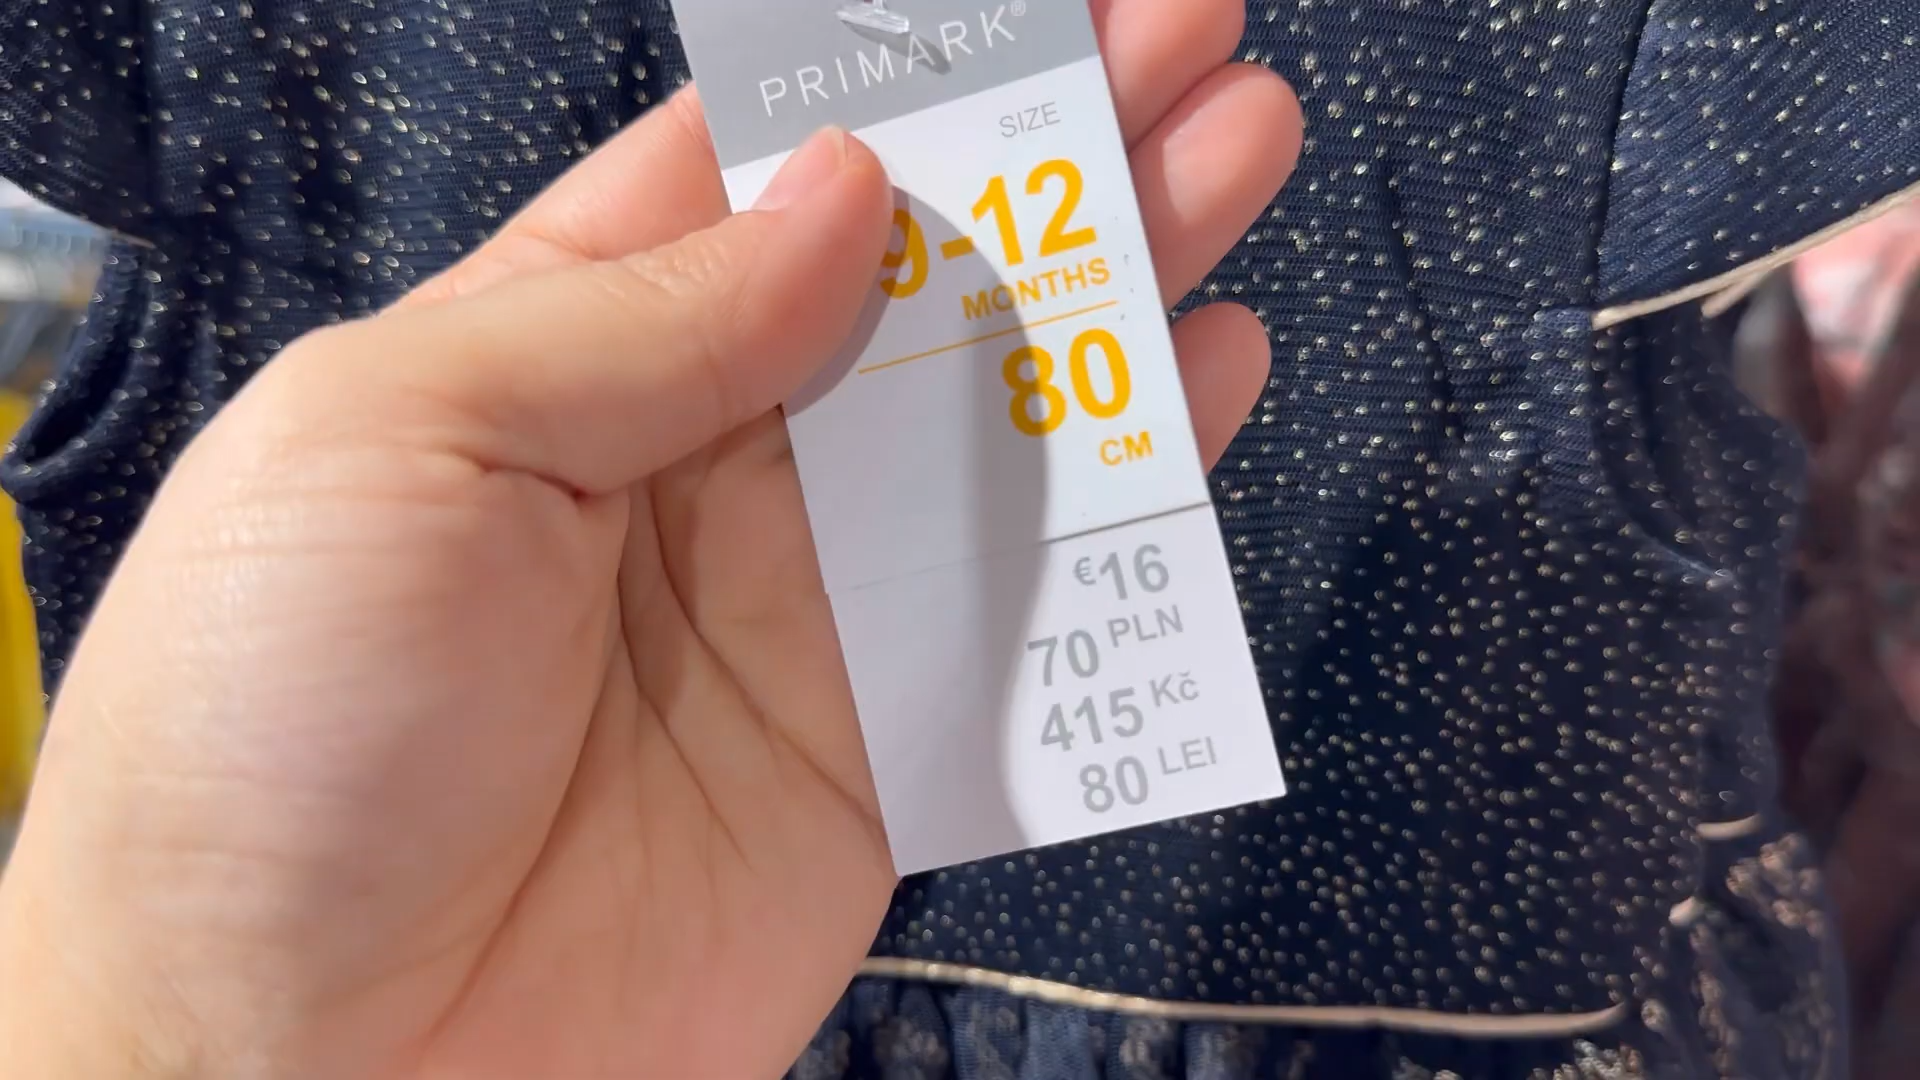 PRIMARK®
SIZE
9-12
MONTHS
80
CM
€16
70 PLN
415 Kč
80 LEI